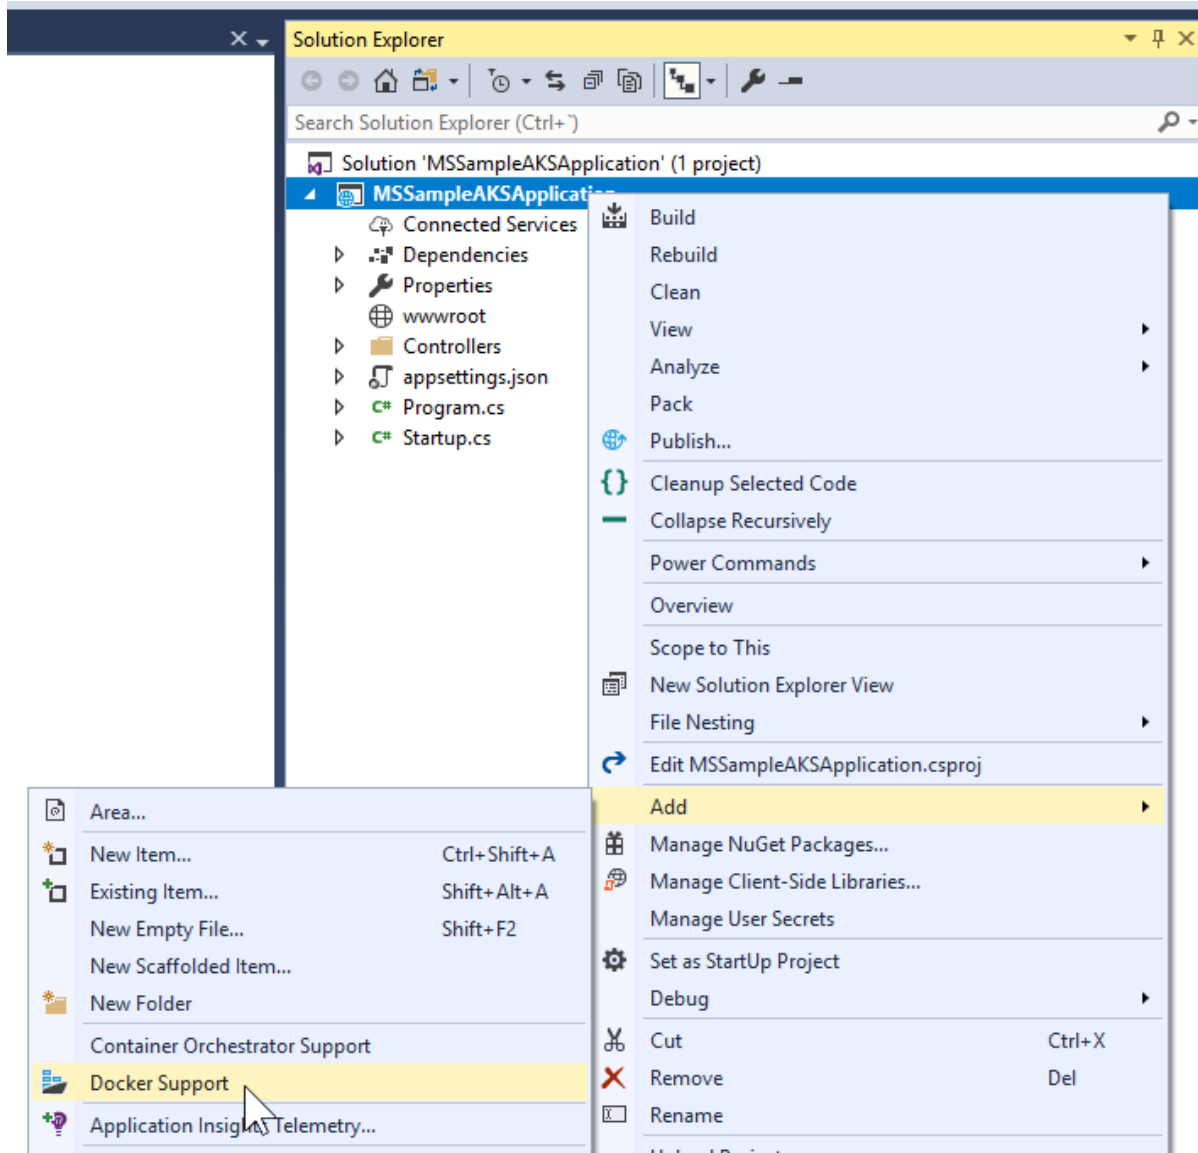 Solution Explorer
Search Solution Explorer (Ctrl+`)
Solution 'MSSampleAKSApplication' (1 project)
MSSampleAKSApplication
Connected Services
Dependencies
Properties
wwwroot
Controllers
appsettings.json
C# Program.cs
C# Startup.cs
Build
Rebuild
Clean
View
Analyze
Pack
Publish...
Cleanup Selected Code
Collapse Recursively
Power Commands
Overview
Scope to This
New Solution Explorer View
File Nesting
Edit MSSampleAKSApplication.csproj
Add
Manage NuGet Packages...
Manage Client-Side Libraries...
Manage User Secrets
Set as StartUp Project
Debug
Cut Ctrl+X
Remove Del
Rename
Area...
New Item... Ctrl+Shift+A
Existing Item... Shift+Alt+A
New Empty File... Shift+F2
New Scaffolded Item...
New Folder
Container Orchestrator Support
Docker Support
Application Insights Telemetry...